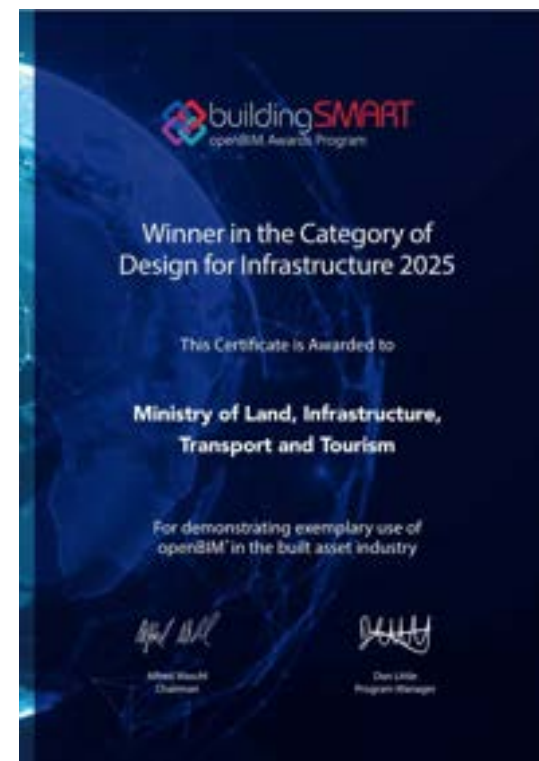 buildingSMART
openBIM Awards Program
Winner in the Category of
Design for Infrastructure 2025
This Certificate is Awarded to
Ministry of Land, Infrastructure,
Transport and Tourism
For demonstrating exemplary use of
openBIM® in the built asset industry
Chairman
Don Little
Program Manager